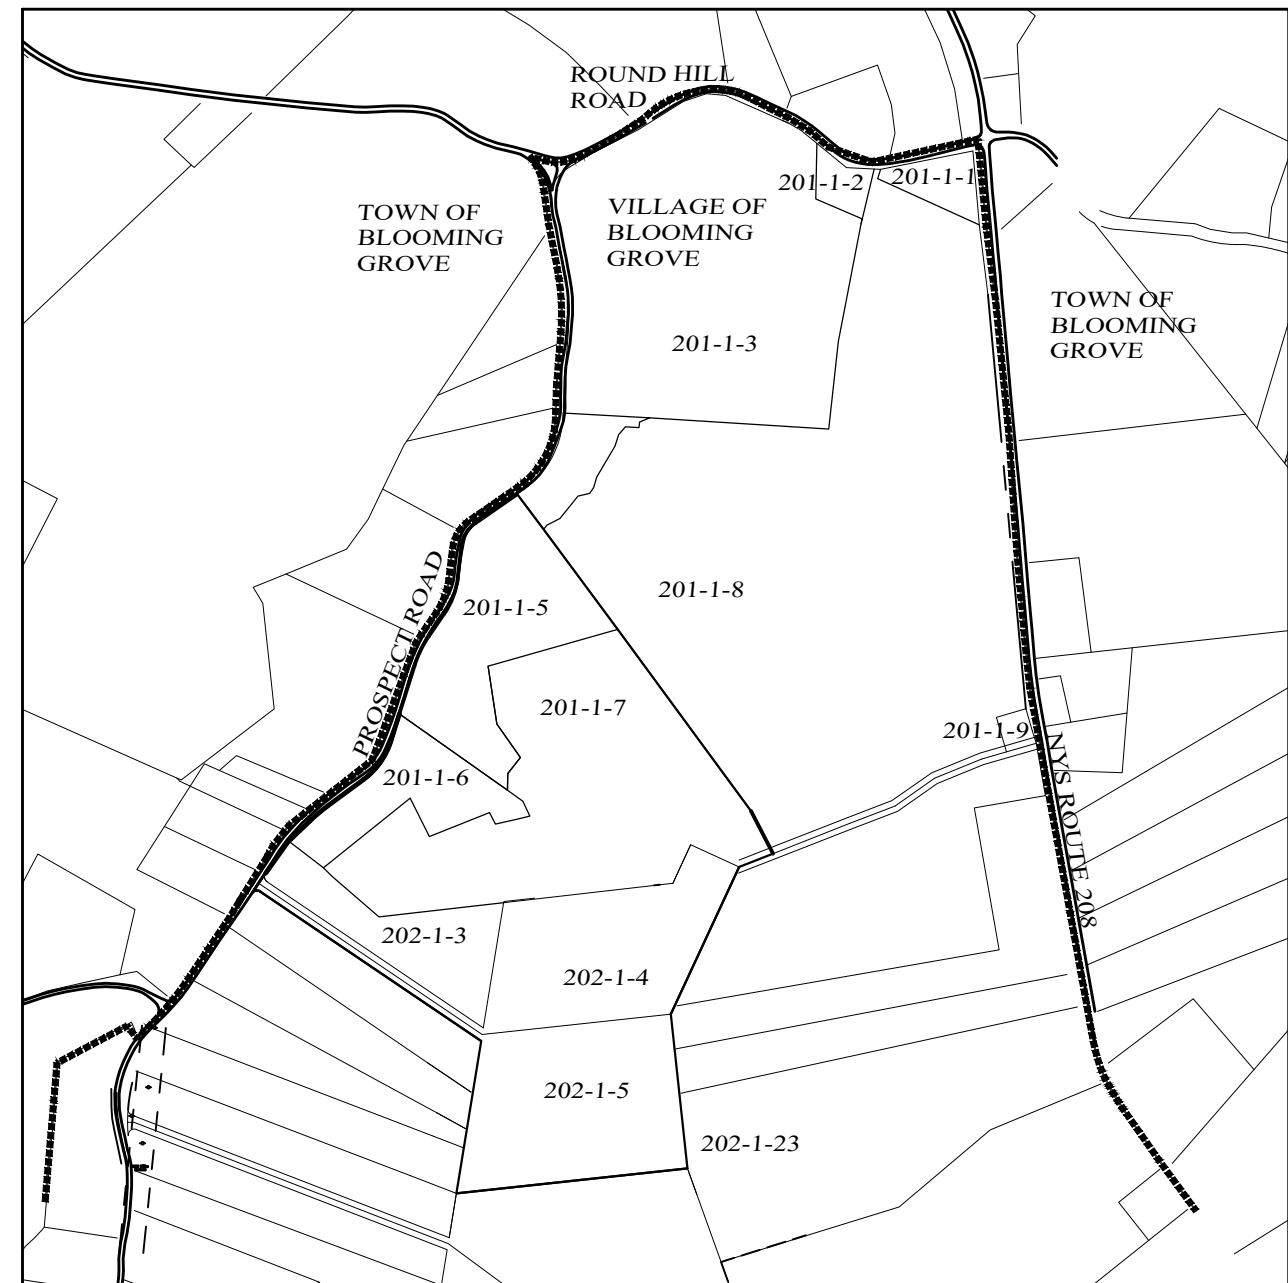 ROUND HILL
ROAD
201-1-2
201-1-1
TOWN OF
BLOOMING
GROVE
VILLAGE OF
BLOOMING
GROVE
TOWN OF
BLOOMING
GROVE
201-1-3
PROSPECT ROAD
201-1-5
201-1-8
201-1-7
201-1-9
NYS ROUTE 208
201-1-6
202-1-3
202-1-4
202-1-5
202-1-23